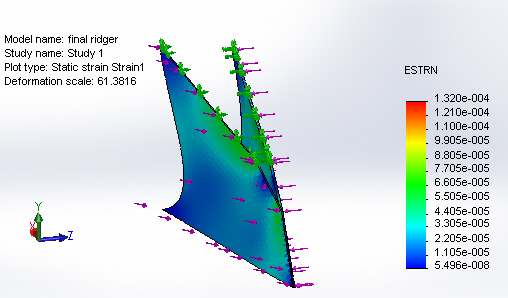 Model name: final ridger
Study name: Study 1
Plot type: Static strain Strain1
Deformation scale: 61.3816
ESTRN
1.320e-004
1.210e-004
1.100e-004
9.905e-005
8.805e-005
7.706e-005
6.605e-005
5.505e-005
4.405e-005
3.305e-005
2.205e-005
1.105e-005
5.496e-008
Y
Z